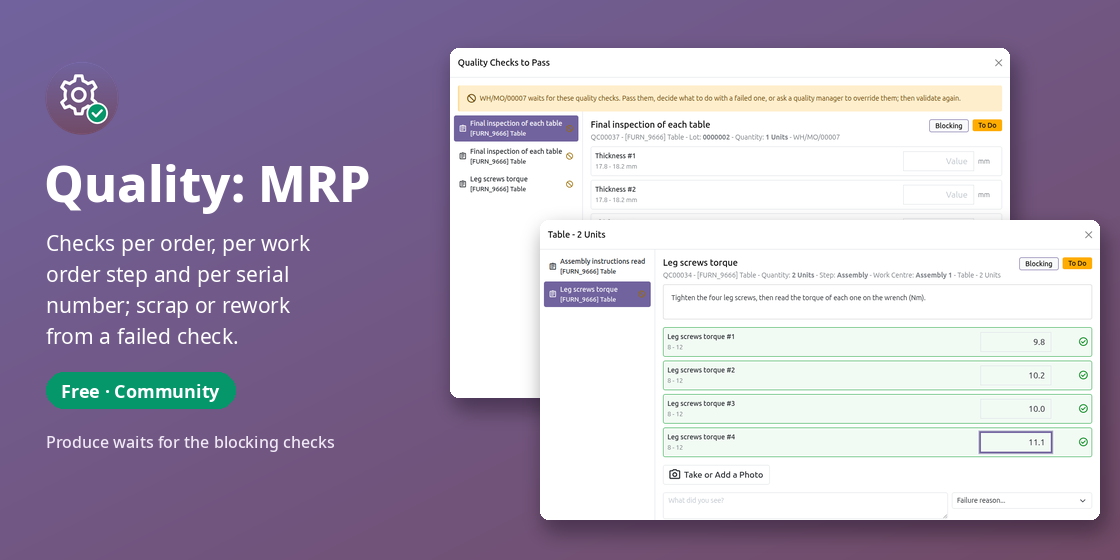 Quality: MRP
Checks per order, per work
order step and per serial
number; scrap or rework
from a failed check.
Free · Community
Produce waits for the blocking checks
Quality Checks to Pass
WH/MO/00007 waits for these quality checks. Pass them, decide what to do with a failed one, or ask a quality manager to override them; then validate again.
Final inspection of each table
[FURN_9666] Table
Final inspection of each table
[FURN_9666] Table
Leg screws torque
[FURN_9666] Table
Final inspection of each table
Blocking
To Do
QC00037 - [FURN_9666] Table - Lot: 0000002 - Quantity: 1 Units - WH/MO/00007
Thickness #1
17.8 - 18.2 mm
Value
mm
Thickness #2
17.8 - 18.2 mm
Value
mm
Table - 2 Units
Assembly instructions read
[FURN_9666] Table
Leg screws torque
[FURN_9666] Table
Leg screws torque
Blocking
To Do
QC00034 - [FURN_9666] Table - Quantity: 2 Units - Step: Assembly - Work Centre: Assembly 1 - Table - 2 Units
Tighten the four leg screws, then read the torque of each one on the wrench (Nm).
Leg screws torque #1
8 - 12
9.8
Leg screws torque #2
8 - 12
10.2
Leg screws torque #3
8 - 12
10.0
Leg screws torque #4
8 - 12
11.1
Take or Add a Photo
What did you see?
Failure reason...